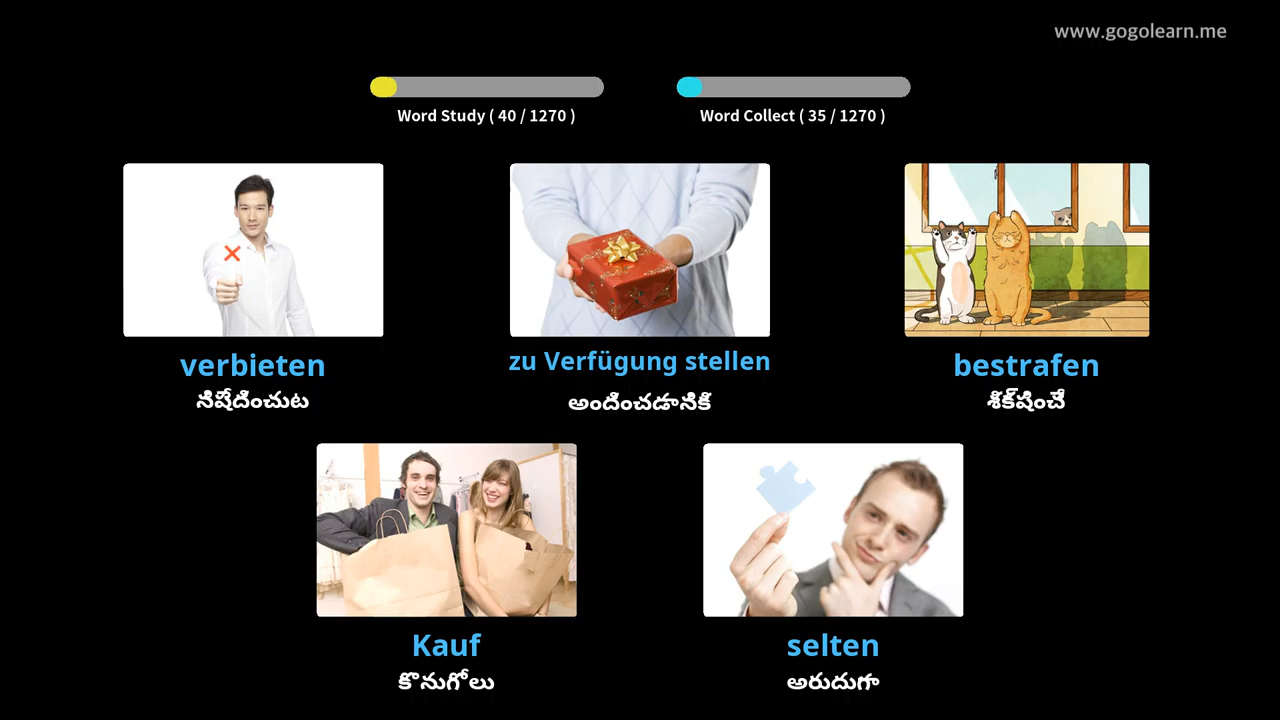 www.gogolearn.me
Word Study ( 40 / 1270 )
Word Collect ( 35 / 1270 )
verbieten
నిషేదించుట
zu Verfügung stellen
అందించడానికి
bestrafen
శిక్షించే
Kauf
కొనుగోలు
selten
అరుదుగా